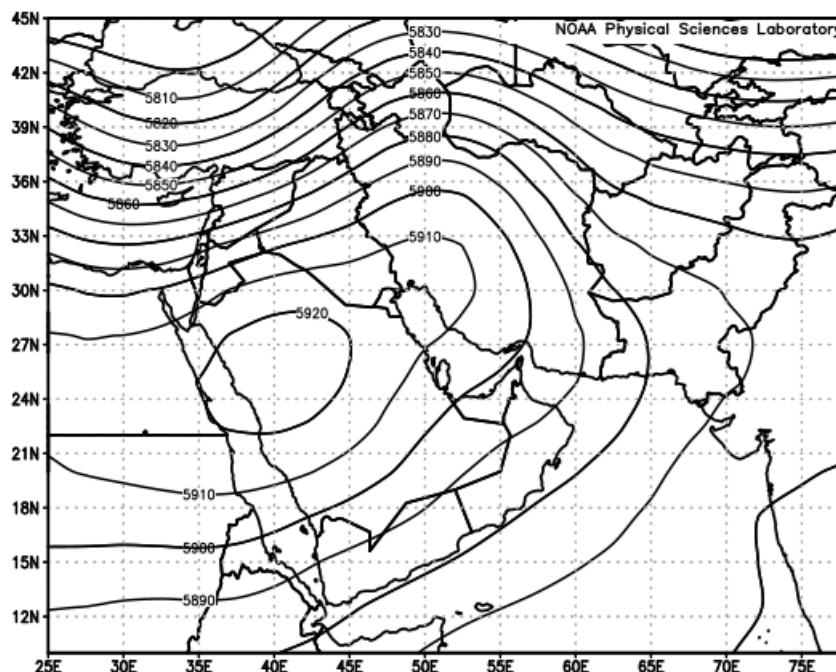 45N
5830
NOAA Physical Sciences Laboratory
5840
42N
5850
5810
5860
5870
39N
5820
5880
5830
5840
5890
36N
5850
5900
5860
33N
5910
30N
5920
27N
24N
21N
5910
18N
5900
15N
5890
12N
25E 30E 35E 40E 45E 50E 55E 60E 65E 70E 75E